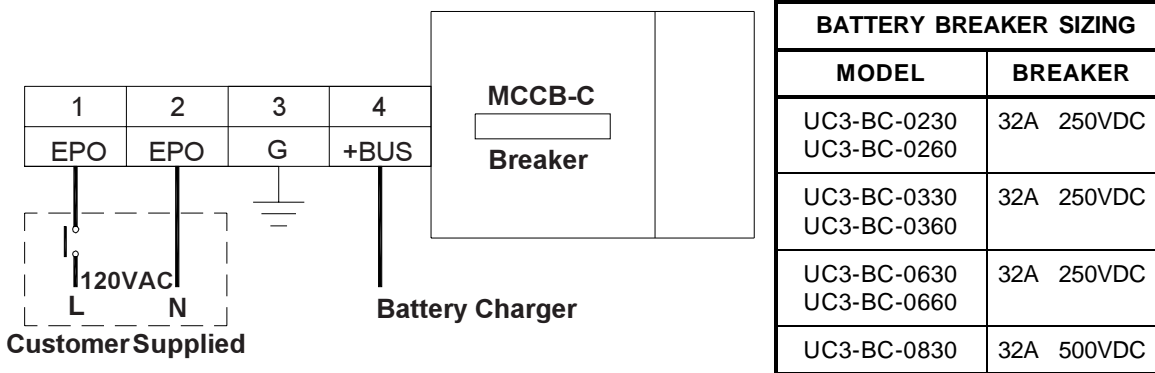 1 2 3 4
EPO EPO G +BUS
MCCB-C
Breaker
120VAC
L N
Customer Supplied
Battery Charger
BATTERY BREAKER SIZING
MODEL BREAKER
UC3-BC-0230 32A 250VDC
UC3-BC-0260
UC3-BC-0330 32A 250VDC
UC3-BC-0360
UC3-BC-0630 32A 250VDC
UC3-BC-0660
UC3-BC-0830 32A 500VDC